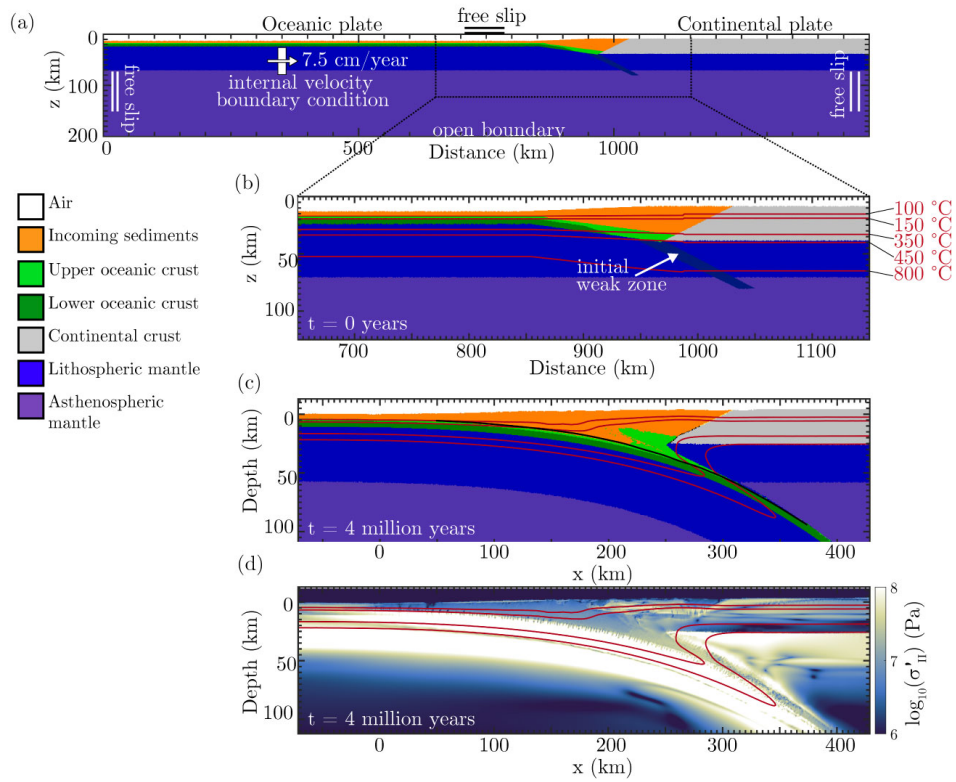 (a)
Oceanic plate
free slip
Continental plate
0
100
200
z (km)
free slip
7.5 cm/year
internal velocity
boundary condition
free slip
open boundary
0
500
1000
Distance (km)
(b)
0
50
100
z (km)
100 °C
150 °C
350 °C
450 °C
800 °C
initial
weak zone
t = 0 years
700
800
900
1000
1100
Distance (km)
Air
Incoming sediments
Upper oceanic crust
Lower oceanic crust
Continental crust
Lithospheric mantle
Asthenospheric
mantle
(c)
0
50
100
Depth (km)
t = 4 million years
0
100
200
300
400
x (km)
(d)
0
50
100
Depth (km)
t = 4 million years
0
100
200
300
400
x (km)
8
7
6
log10(σ'II) (Pa)